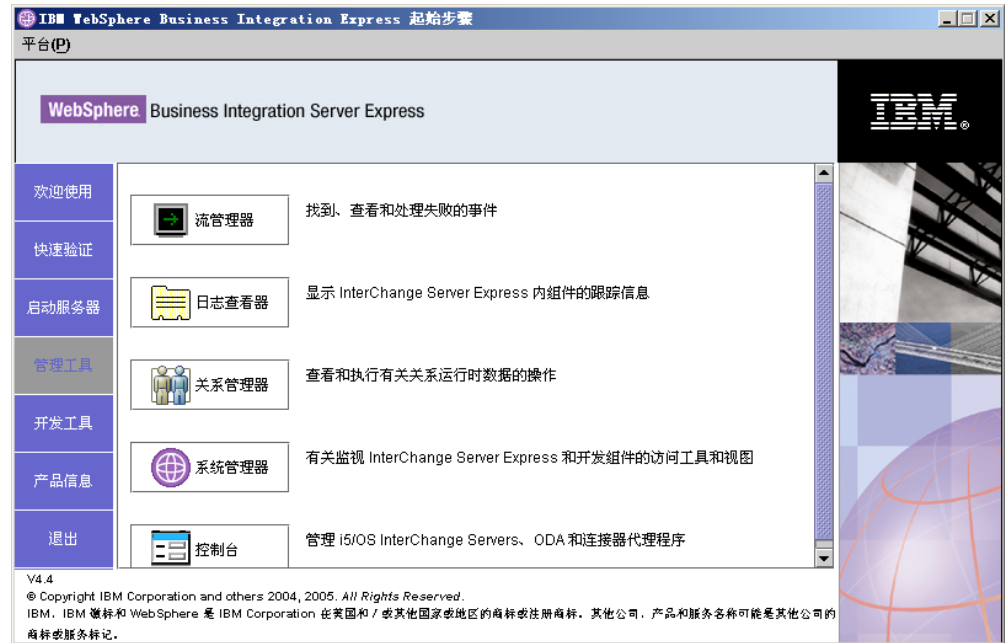 IBM WebSphere Business Integration Express 起始步骤
平台(P)
WebSphere. Business Integration Server Express
IBM®
欢迎使用
快速验证
启动服务器
管理工具
开发工具
产品信息
退出
流管理器
找到、查看和处理失败的事件
日志查看器
显示 InterChange Server Express 内组件的跟踪信息
关系管理器
查看和执行有关关系运行时数据的操作
系统管理器
有关监视 InterChange Server Express 和开发组件的访问工具和视图
控制台
管理 i5/OS InterChange Servers、ODA 和连接器代理程序
V4.4
© Copyright IBM Corporation and others 2004, 2005. All Rights Reserved.
IBM，IBM 徽标和 WebSphere 是 IBM Corporation 在美国和 / 或其他国家或地区的商标或注册商标。其他公司，产品和服务名称可能是其他公司的
商标或服务标记。